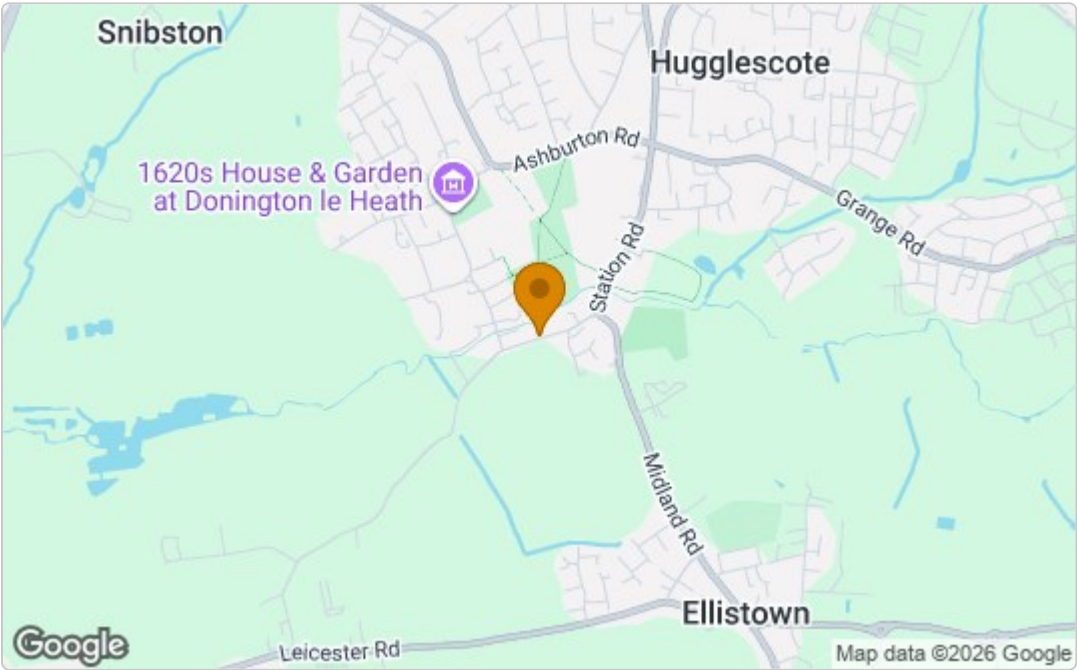 Snibston
Hugglescote
Ashburton Rd
1620s House & Garden
at Donington le Heath
Grange Rd
Station Rd
Midland Rd
Ellistown
Leicester Rd
Google
Map data ©2026 Google